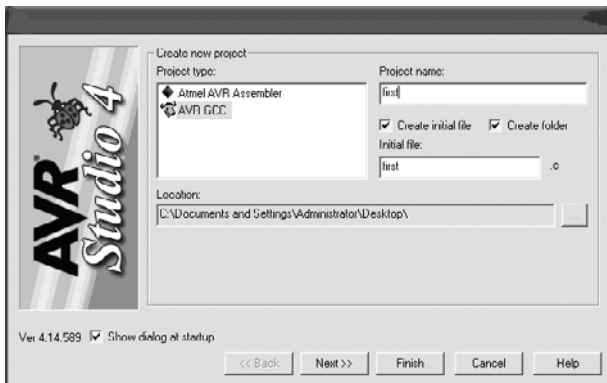 Create new project
Project type:
Atmel AVR Assembler
AVR GCC
Project name:
first
Create initial file
Create folder
Initial file:
first
.c
Location:
C:\Documents and Settings\Administrator\Desktop\
...
AVR
Studio 4
Ver 4.14.589
Show dialog at startup
<< Back
Next >>
Finish
Cancel
Help